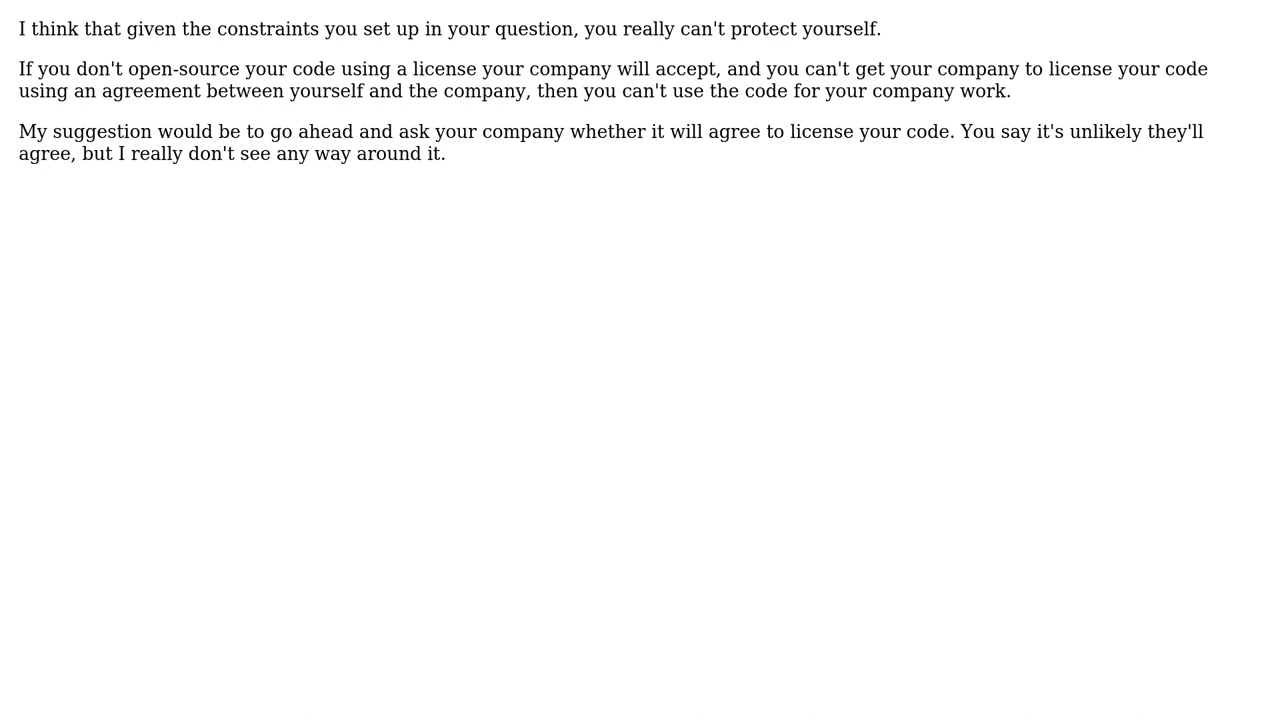 I think that given the constraints you set up in your question, you really can't protect yourself.
If you don't open-source your code using a license your company will accept, and you can't get your company to license your code
using an agreement between yourself and the company, then you can't use the code for your company work.
My suggestion would be to go ahead and ask your company whether it will agree to license your code. You say it's unlikely they'll
agree, but I really don't see any way around it.